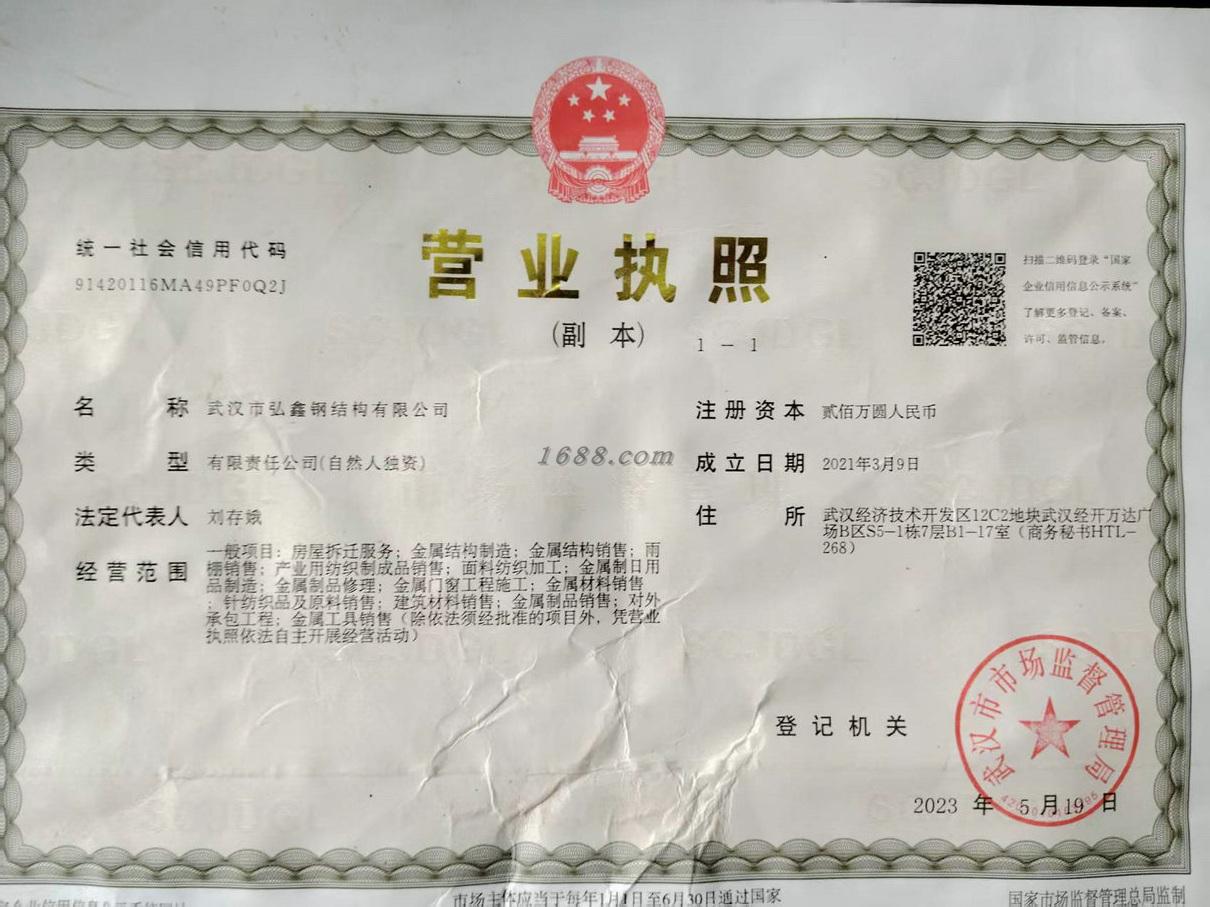 统一社会信用代码
91420116MA49PF0Q2J
营业执照
(副 本)
1-1
扫描二维码登录“国家
企业信用信息公示系统”
了解更多登记、备案、
许可、监管信息。
名 称 武汉市弘鑫钢结构有限公司
类 型 有限责任公司(自然人独资)
法定代表人 刘存娥
经营范围 一般项目：房屋拆迁服务；金属结构制造；金属结构销售；雨
棚销售；产业用纺织制成品销售；面料纺织加工；金属制日用
品制造；金属制品修理；金属门窗工程施工；金属材料销售
；针纺织品及原料销售；建筑材料销售；金属制品销售；对外
承包工程；金属工具销售（除依法须经批准的项目外，凭营业
执照依法自主开展经营活动）
1688.com
注册资本 贰佰万圆人民币
成立日期 2021年3月9日
住 所 武汉经济技术开发区12C2地块武汉经开万达广
场B区S5-1栋7层B1-17室（商务秘书HTL-
268）
登记机关
武汉市市场监督管理局
2023 年 5 月 19 日
市场主体应当于每年1月1日至6月30日通过国家
国家市场监督管理总局监制